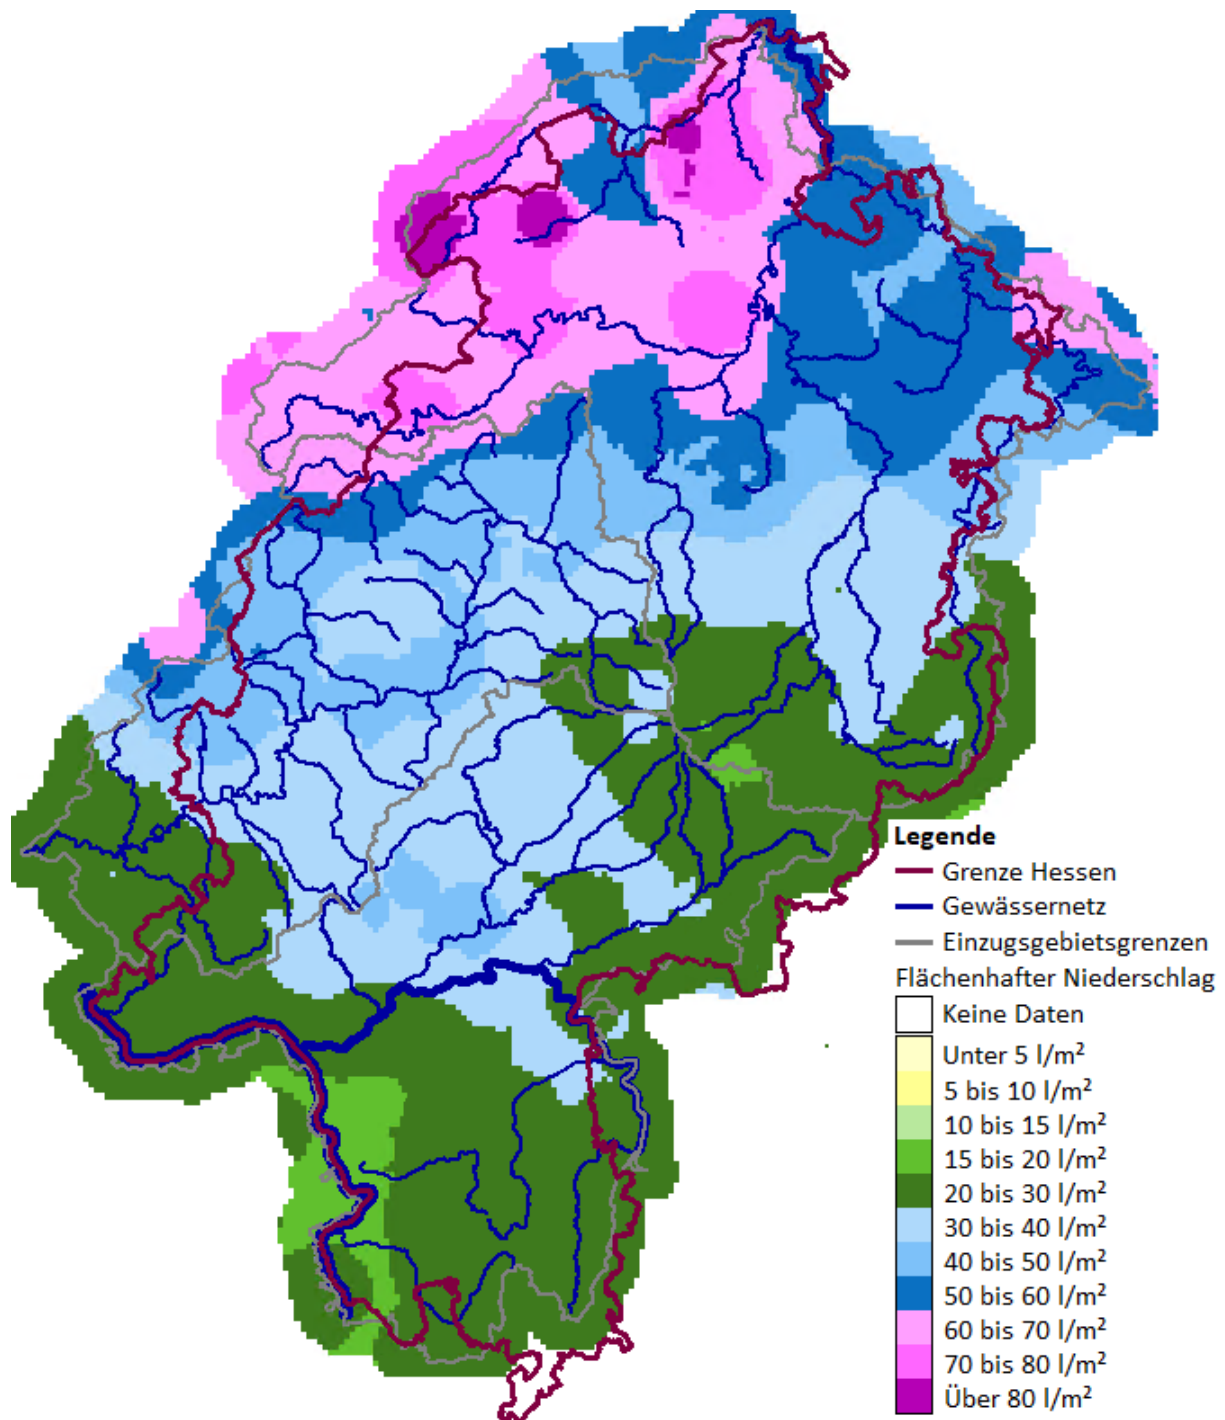 Legende
Grenze Hessen
Gewässernetz
Einzugsgebietsgrenzen
Flächenhafter Niederschlag
Keine Daten
Unter 5 l/m²
5 bis 10 l/m²
10 bis 15 l/m²
15 bis 20 l/m²
20 bis 30 l/m²
30 bis 40 l/m²
40 bis 50 l/m²
50 bis 60 l/m²
60 bis 70 l/m²
70 bis 80 l/m²
Über 80 l/m²